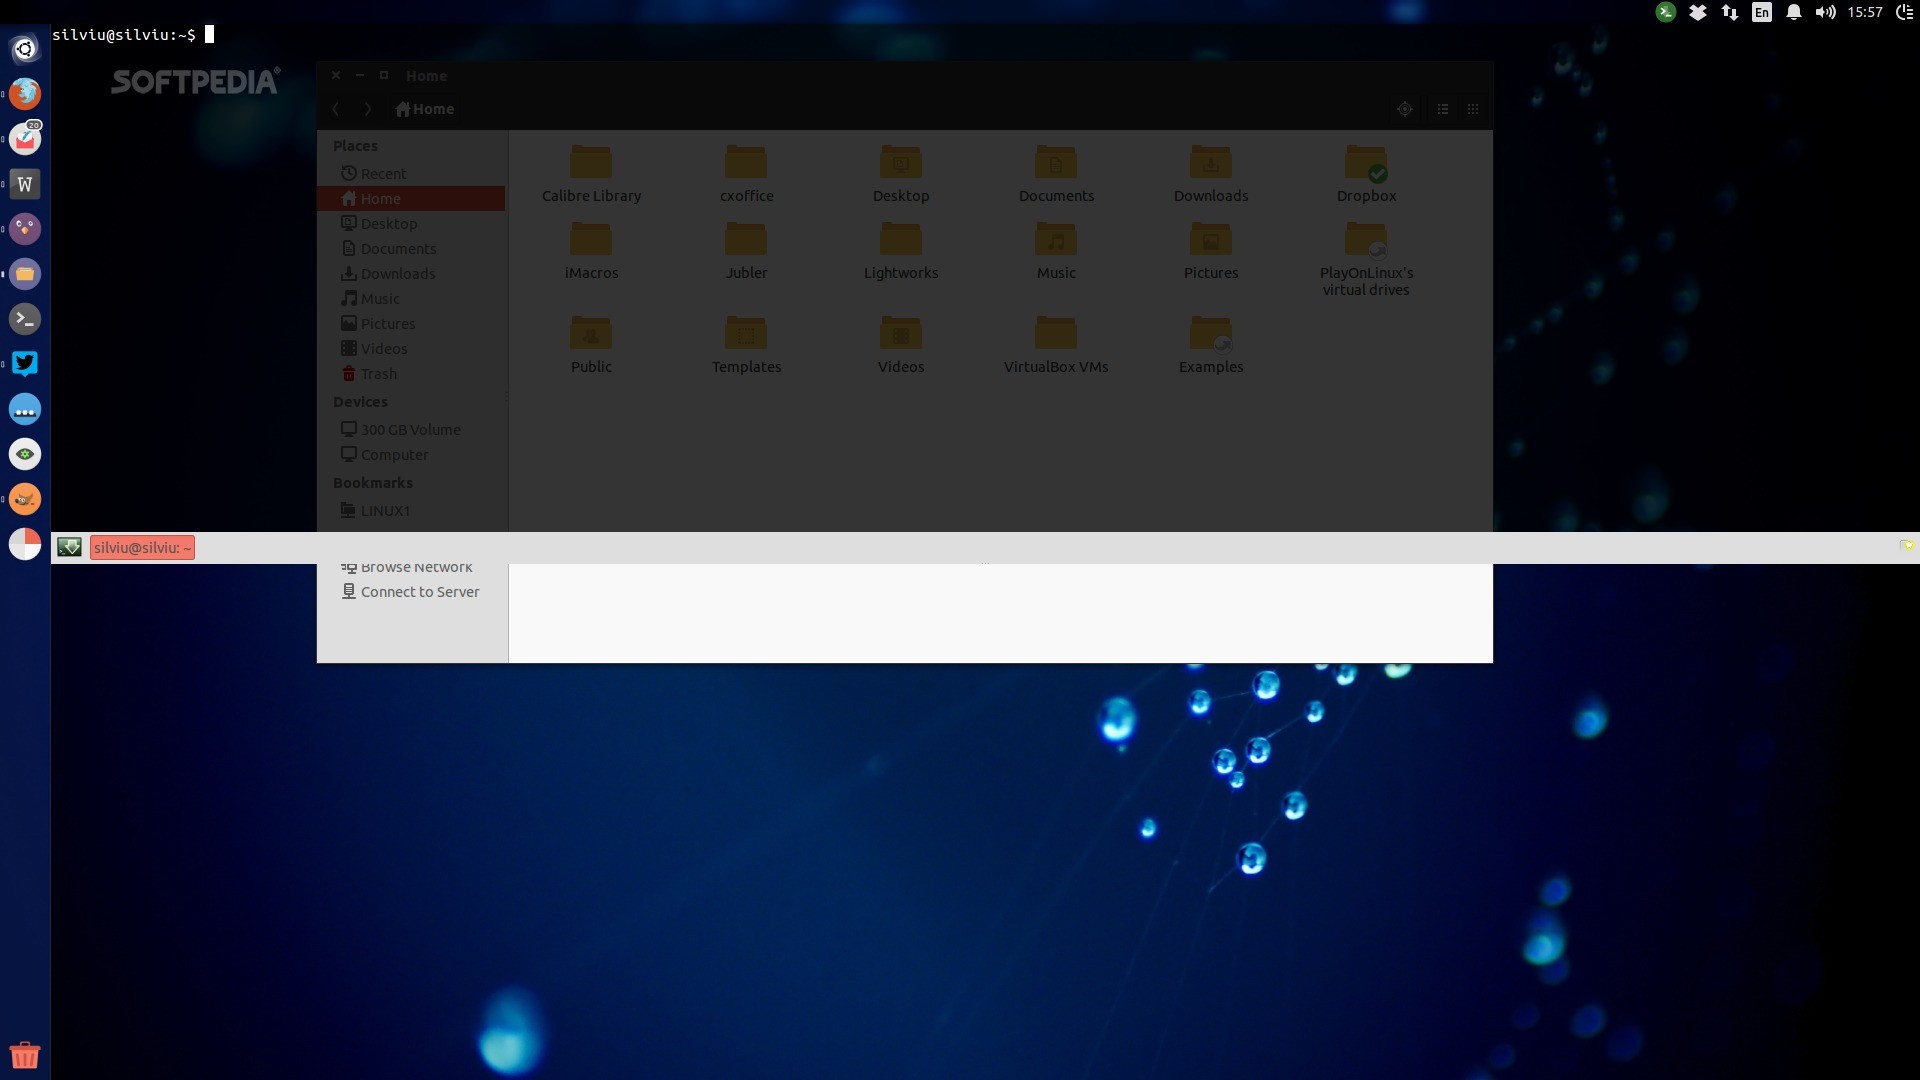 En
15:57
silviu@silviu:~$
SOFTPEDIA®
20
W
Home
Home
Places
Recent
Home
Desktop
Documents
Downloads
Music
Pictures
Videos
Trash
Devices
300 GB Volume
Computer
Bookmarks
LINUX1
Browse Network
Connect to Server
Calibre Library
cxoffice
Desktop
Documents
Downloads
Dropbox
iMacros
Jubler
Lightworks
Music
Pictures
PlayOnLinux's
virtual drives
Public
Templates
Videos
VirtualBox VMs
Examples
silviu@silviu: ~